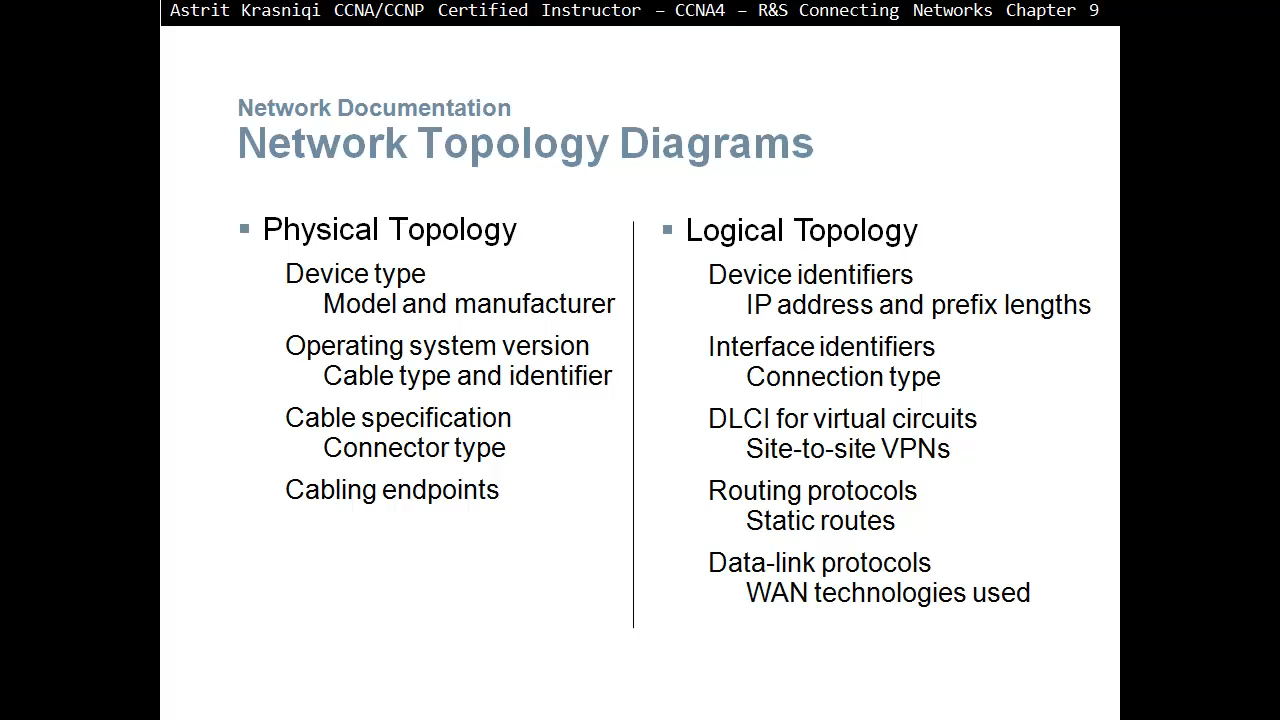 Astrit Krasniqi CCNA/CCNP Certified Instructor – CCNA4 – R&S Connecting Networks Chapter 9
Network Documentation
Network Topology Diagrams
▪ Physical Topology
Device type
Model and manufacturer
Operating system version
Cable type and identifier
Cable specification
Connector type
Cabling endpoints
▪ Logical Topology
Device identifiers
IP address and prefix lengths
Interface identifiers
Connection type
DLCI for virtual circuits
Site-to-site VPNs
Routing protocols
Static routes
Data-link protocols
WAN technologies used